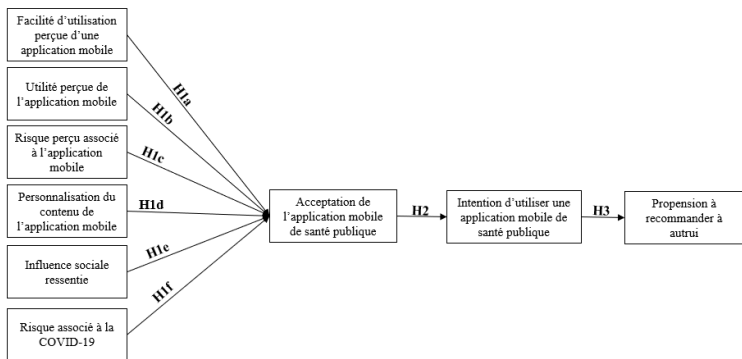 Facilité d'utilisation
perçue d'une
application mobile
H1a
Utilité perçue de
l'application mobile
H1b
Risque perçu associé
à l'application
mobile
H1c
Personnalisation du
contenu de
l'application mobile
H1d
Influence sociale
ressentie
H1e
Risque associé à la
COVID-19
H1f
Acceptation de
l'application mobile
de santé publique
H2
Intention d'utiliser une
application mobile de
santé publique
H3
Propension à
recommander à
autrui